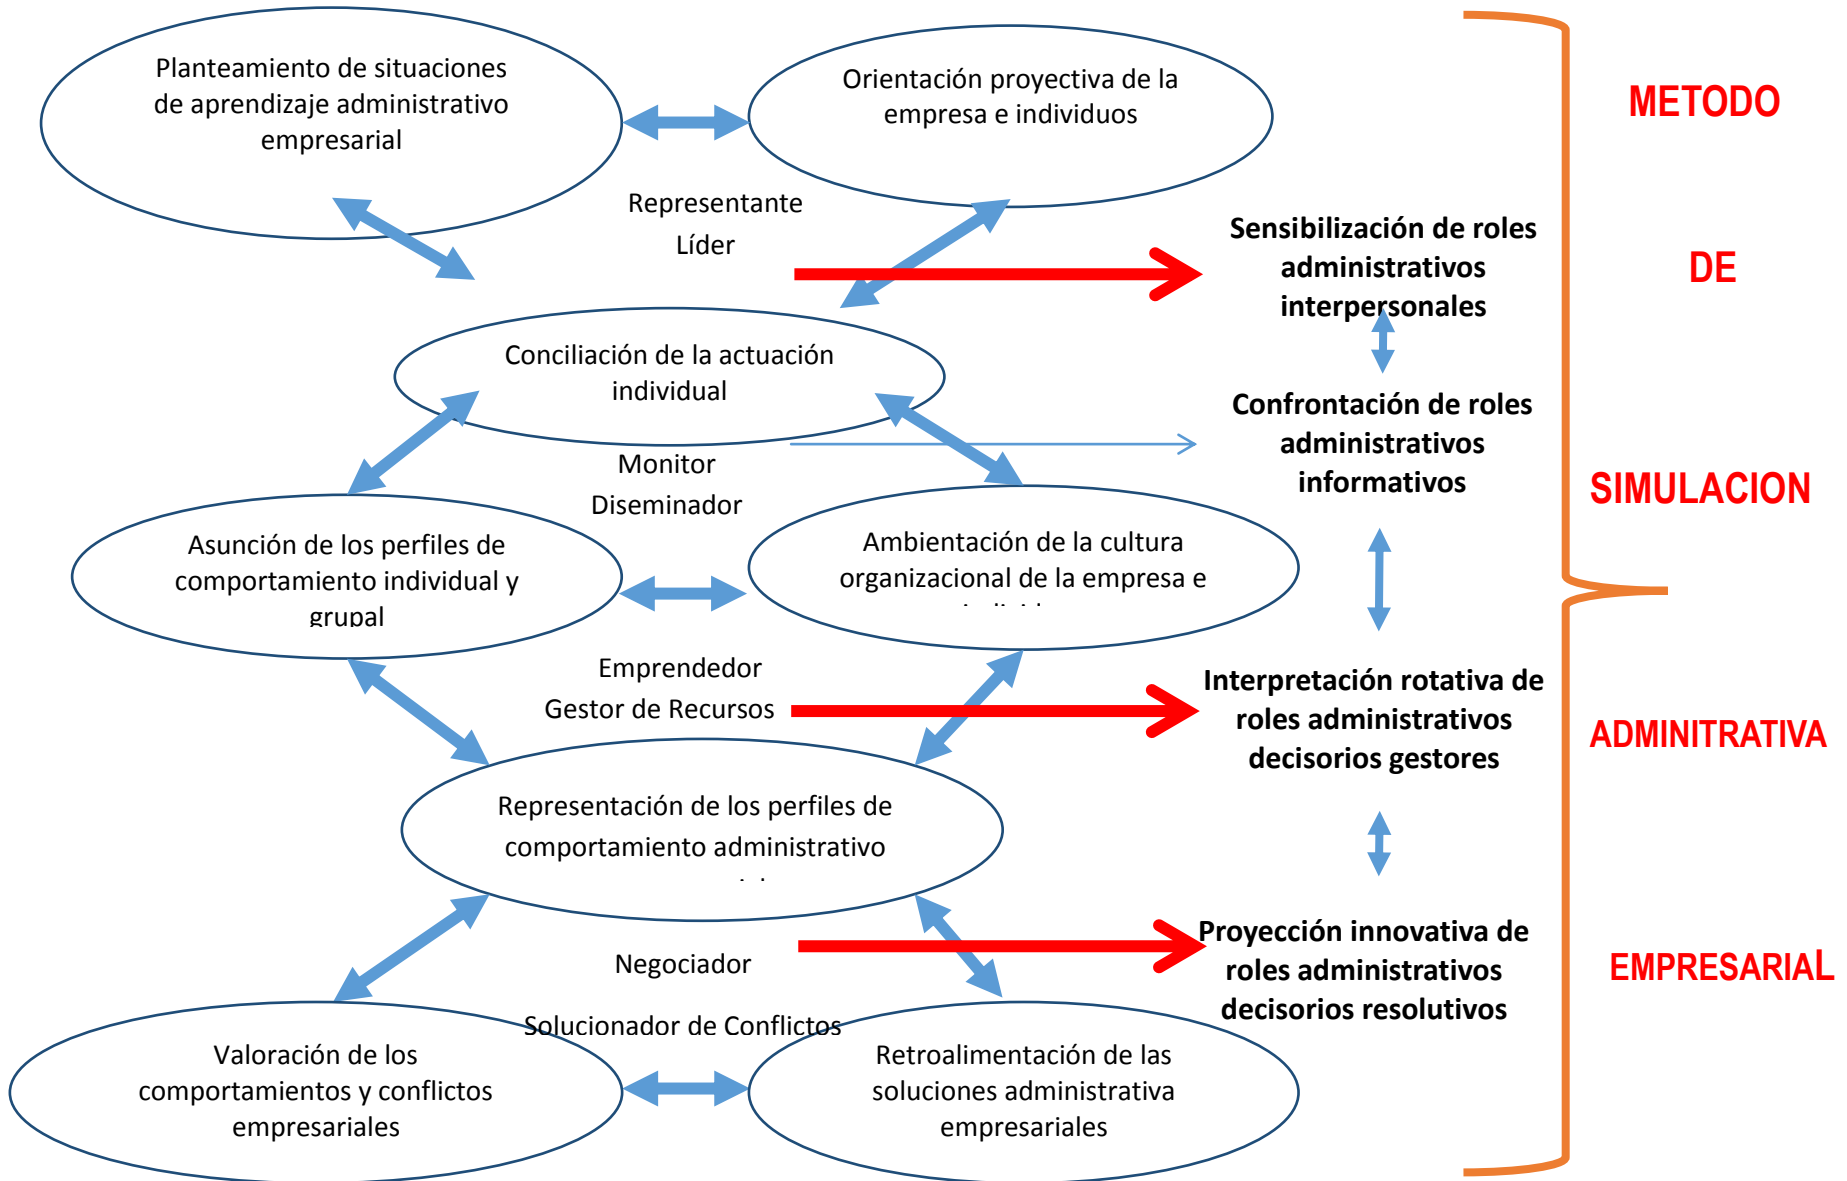 Planteamiento de situaciones
de aprendizaje administrativo
empresarial
Orientación proyectiva de la
empresa e individuos
Representante
Líder
Conciliación de la actuación
individual
Monitor
Diseminador
Asunción de los perfiles de
comportamiento individual y
grupal
Ambientación de la cultura
organizacional de la empresa e
Emprendedor
Gestor de Recursos
Representación de los perfiles de
comportamiento administrativo
Negociador
Solucionador de Conflictos
Valoración de los
comportamientos y conflictos
empresariales
Retroalimentación de las
soluciones administrativa
empresariales
Sensibilización de roles
administrativos
interpersonales
Confrontación de roles
administrativos
informativos
Interpretación rotativa de
roles administrativos
decisorios gestores
Proyección innovativa de
roles administrativos
decisorios resolutivos
METODO
DE
SIMULACION
ADMINITRATIVA
EMPRESARIAL